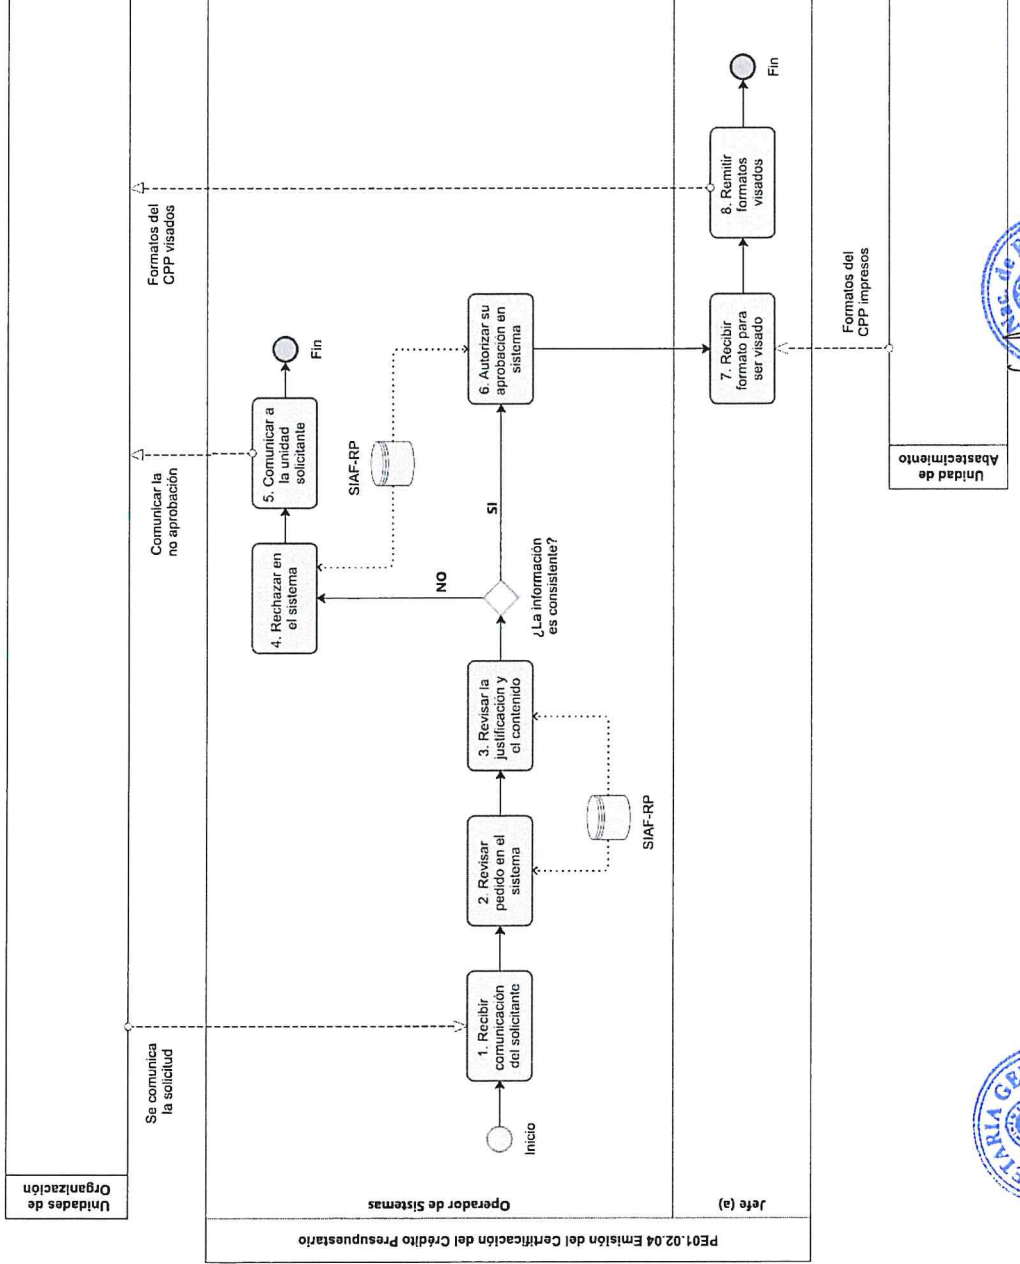 Unidades de
Organización
PE01.02.04 Emisión del Certificación del Crédito Presupuestario
Operador de Sistemas
Jefe (a)
Unidad de
Abastecimiento
Inicio
Se comunica
la solicitud
1. Recibir
comunicación
del solicitante
2. Revisar
pedido en el
sistema
3. Revisar la
justificación y
el contenido
SIAF-RP
¿La información
es consistente?
NO
SI
4. Rechazar en
el sistema
5. Comunicar a
la unidad
solicitante
Comunicar la
no aprobación
Fin
SIAF-RP
6. Autorizar su
aprobación en
sistema
7. Recibir
formato para
ser visado
Formatos del
CPP impresos
8. Remitir
formatos
visados
Formatos del
CPP visados
Fin